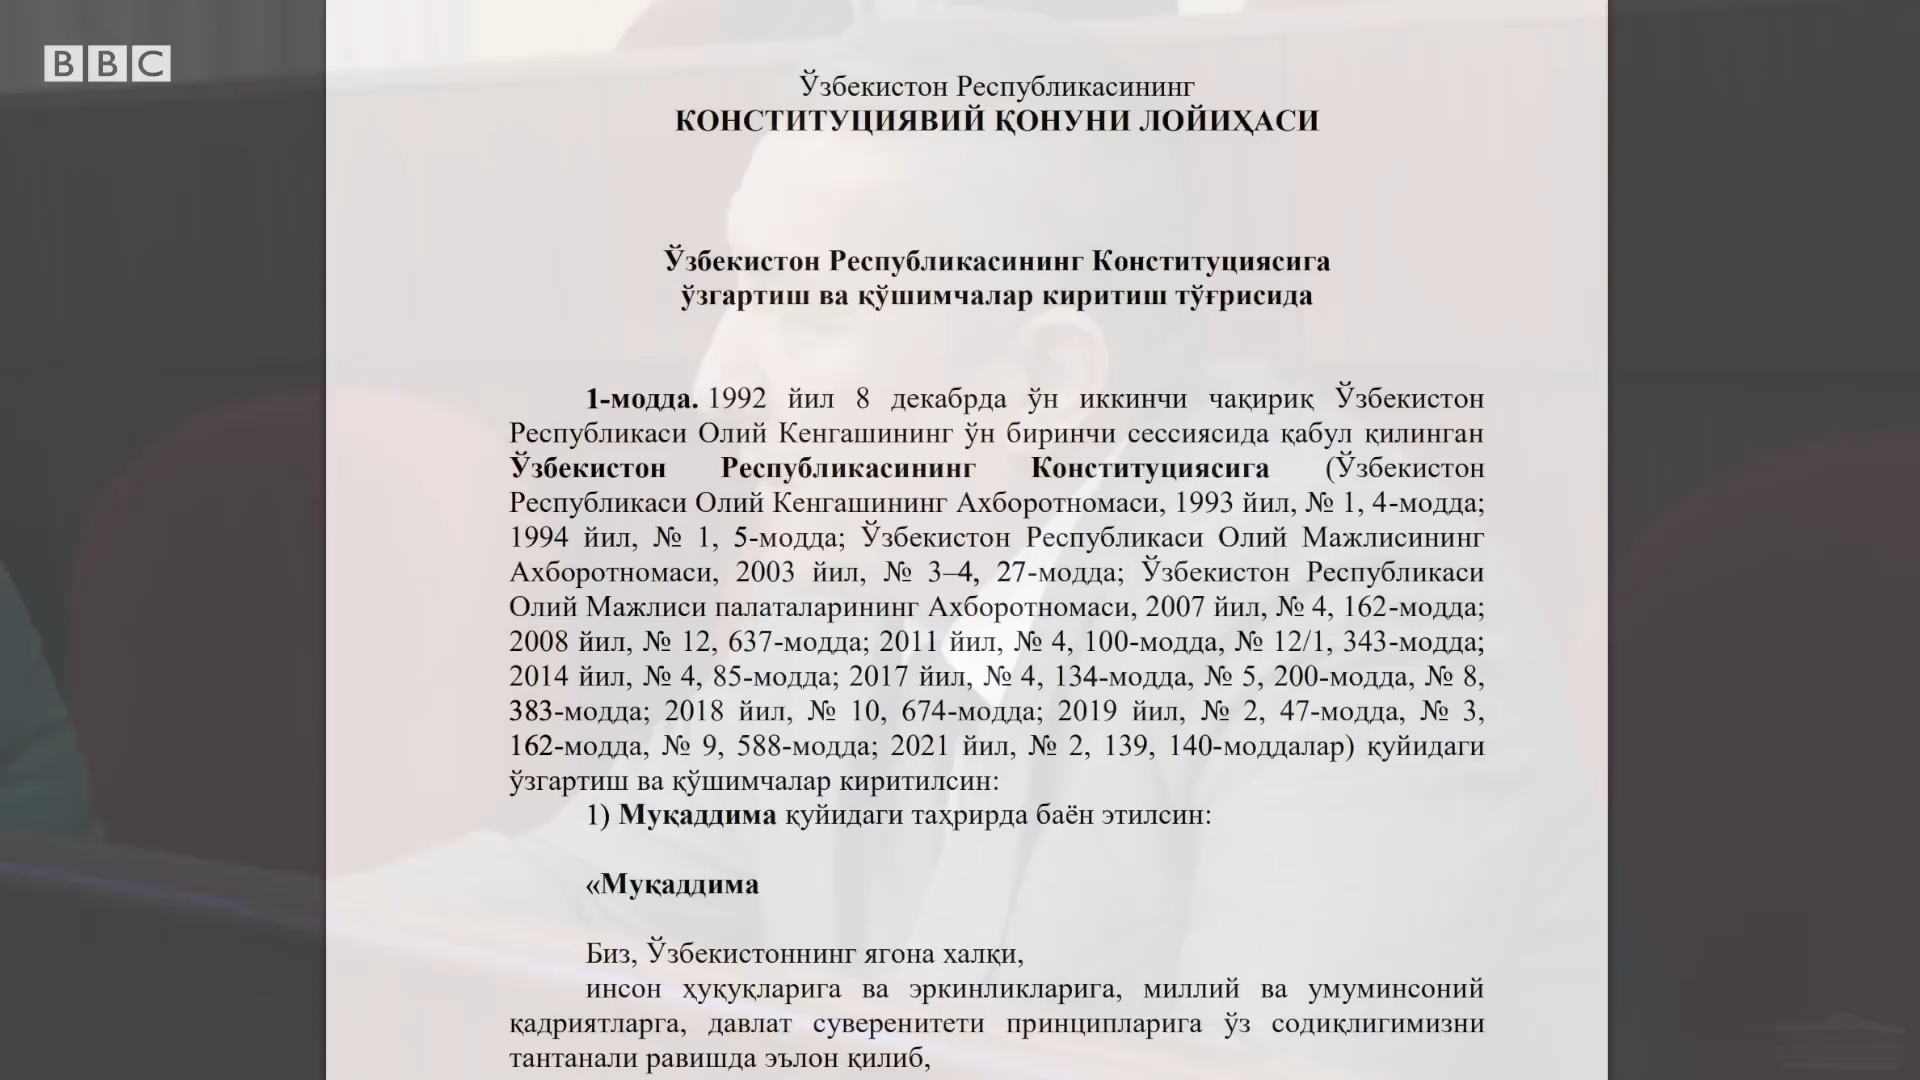 BBC
Ўзбекистон Республикасининг
КОНСТИТУЦИЯВИЙ ҚОНУНИ ЛОЙИҲАСИ
Ўзбекистон Республикасининг Конституциясига
ўзгартиш ва қўшимчалар киритиш тўғрисида
1-модда. 1992 йил 8 декабрда ўн иккинчи чақириқ Ўзбекистон
Республикаси Олий Кенгашининг ўн биринчи сессиясида қабул қилинган
Ўзбекистон Республикасининг Конституциясига (Ўзбекистон
Республикаси Олий Кенгашининг Ахборотномаси, 1993 йил, № 1, 4-модда;
1994 йил, № 1, 5-модда; Ўзбекистон Республикаси Олий Мажлисининг
Ахборотномаси, 2003 йил, № 3–4, 27-модда; Ўзбекистон Республикаси
Олий Мажлиси палаталарининг Ахборотномаси, 2007 йил, № 4, 162-модда;
2008 йил, № 12, 637-модда; 2011 йил, № 4, 100-модда, № 12/1, 343-модда;
2014 йил, № 4, 85-модда; 2017 йил, № 4, 134-модда, № 5, 200-модда, № 8,
383-модда; 2018 йил, № 10, 674-модда; 2019 йил, № 2, 47-модда, № 3,
162-модда, № 9, 588-модда; 2021 йил, № 2, 139, 140-моддалар) қуйидаги
ўзгартиш ва қўшимчалар киритилсин:
1) Муқаддима қуйидаги таҳрирда баён этилсин:
«Муқаддима
Биз, Ўзбекистоннинг ягона халқи,
инсон ҳуқуқларига ва эркинликларига, миллий ва умуминсоний
қадриятларга, давлат суверенитети принципларига ўз содиқлигимизни
тантанали равишда эълон қилиб,